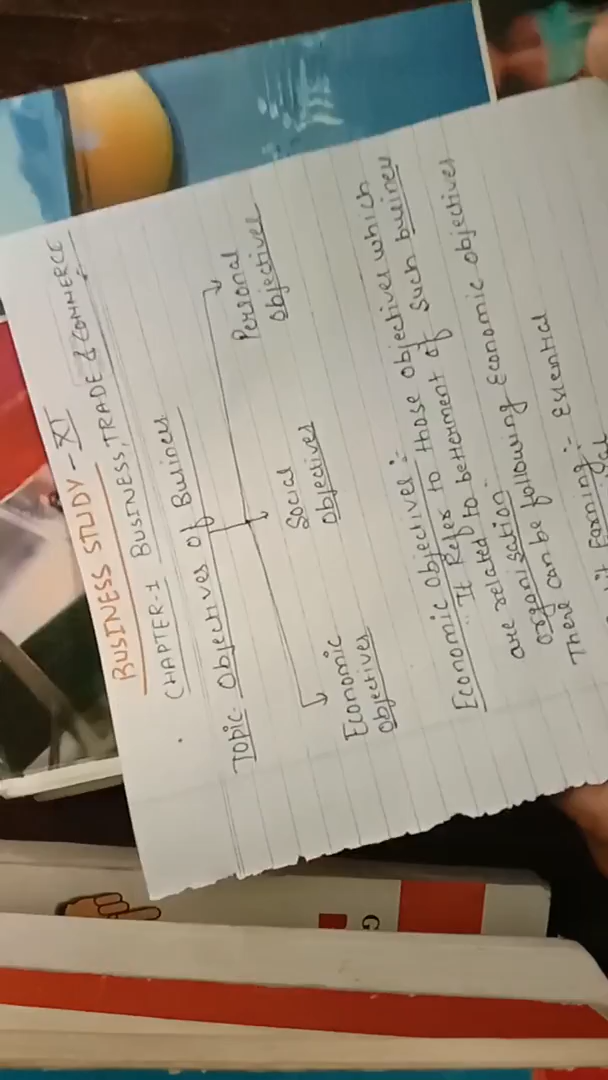 BUSINESS STUDY - XI
CHAPTER-1 BUSINESS, TRADE & COMMERCE
Topic- Objectives of Business
Economic Objectives
Social Objectives
Personal Objectives
Economic Objectives:-
It Refer to those objectives which
are related to betterment of such business
organisation.
There can be following Economic objectives
Earning:- Essential
G